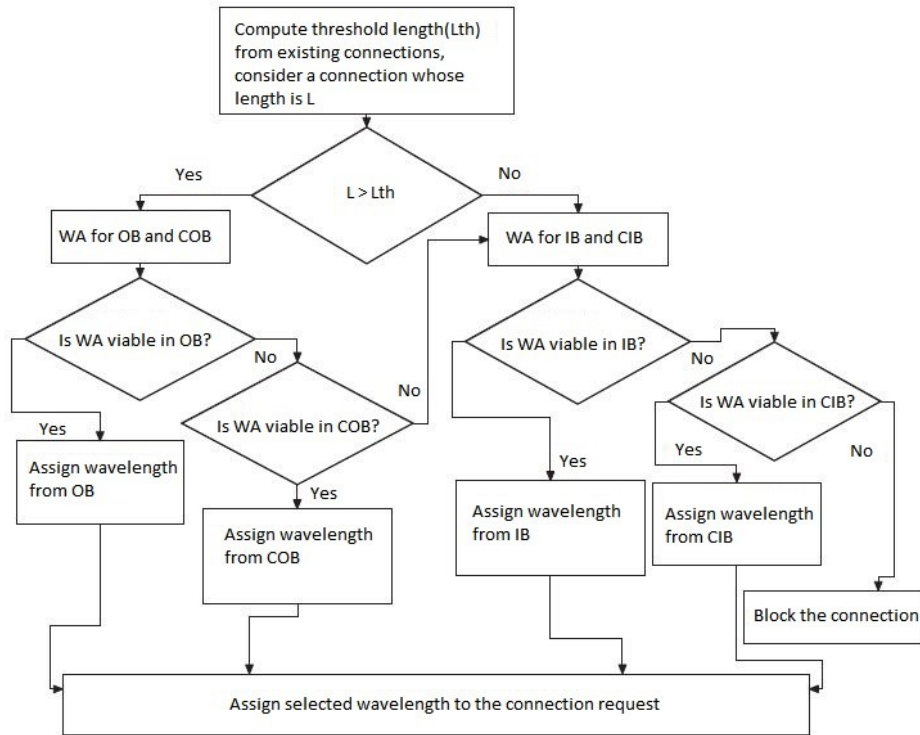 Compute threshold length(Lth)
from existing connections,
consider a connection whose
length is L
Yes
L > Lth
No
WA for OB and COB
WA for IB and CIB
Is WA viable in OB?
No
Is WA viable in IB?
No
Is WA viable in COB?
No
Is WA viable in CIB?
Yes
Yes
No
Assign wavelength
from OB
Yes
Yes
Assign wavelength
from COB
Assign wavelength
from IB
Assign wavelength
from CIB
Block the connection
Assign selected wavelength to the connection request